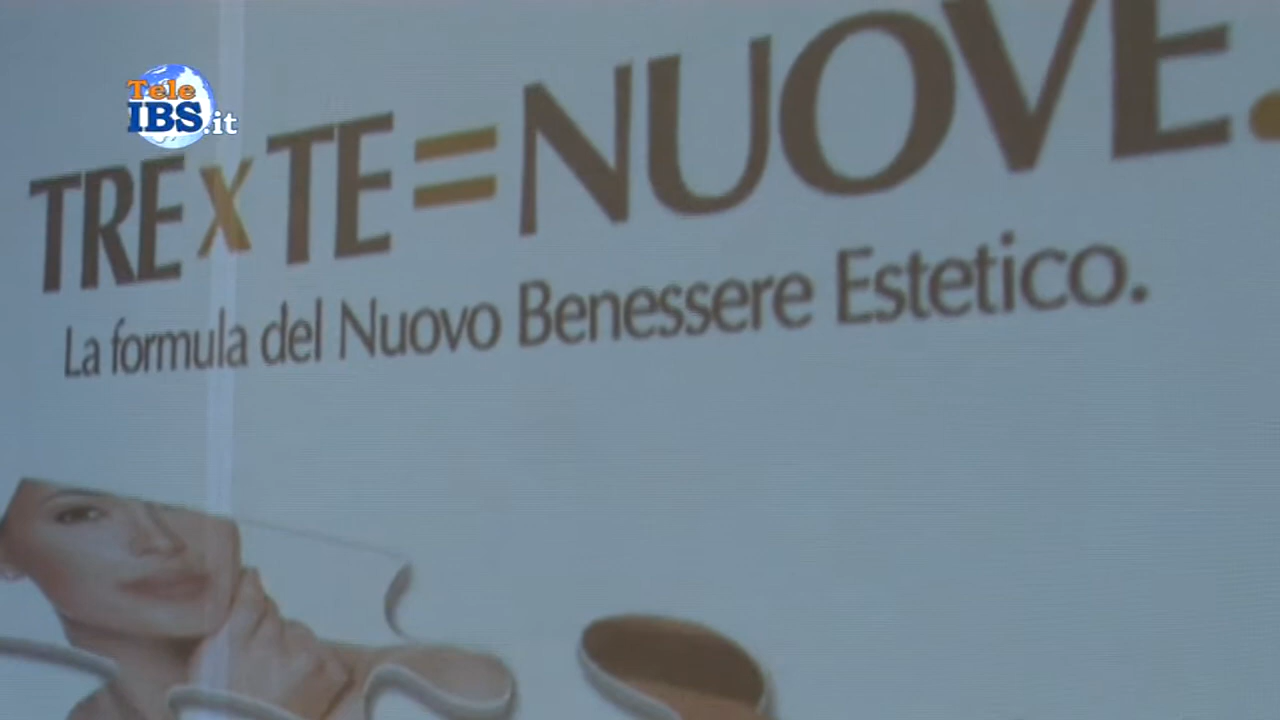 Tele
IBS.it
TRE x TE = NUOVE.
La formula del Nuovo Benessere Estetico.